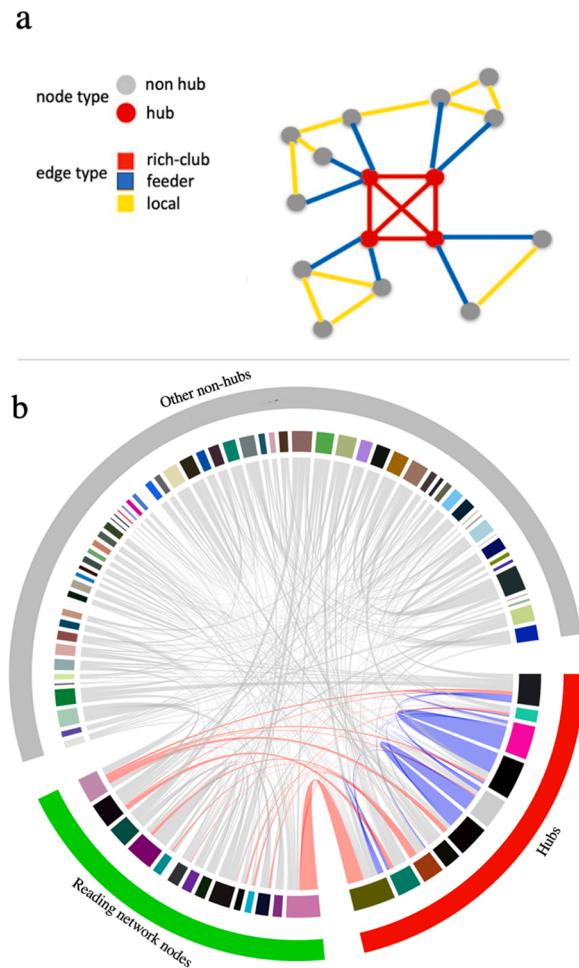 a
node type
non hub
hub
edge type
rich-club
feeder
local
b
Other non-hubs
Hubs
Reading network nodes